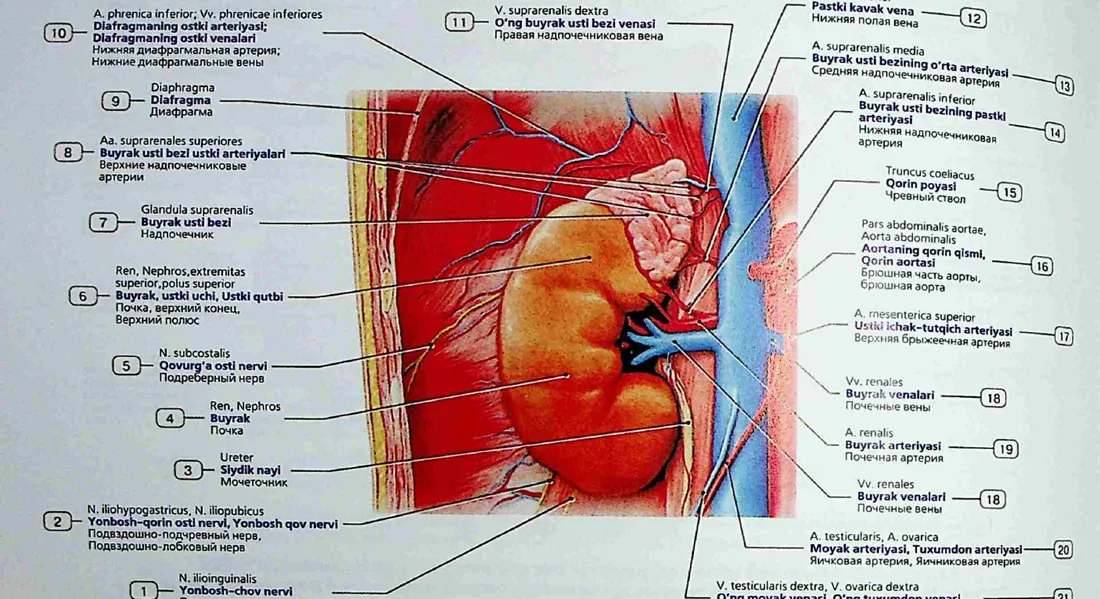 10
A. phrenica inferior; Vv. phrenicae inferiores
Diafragmaning ostki arteriyasi;
Diafragmaning ostki venalari
Нижняя диафрагмальная артерия;
Нижние диафрагмальные вены
9
Diaphragma
Diafragma
Диафрагма
8
Aa. suprarenales superiores
Buyrak usti bezi ustki arteriyalari
Верхние надпочечниковые
артерии
7
Glandula suprarenalis
Buyrak usti bezi
Надпочечник
6
Ren, Nephros,extremitas
superior,polus superior
Buyrak, ustki uchi, Ustki qutbi
Почка, верхний конец,
Верхний полюс
5
N. subcostalis
Qovurg'a osti nervi
Подреберный нерв
4
Ren, Nephros
Buyrak
Почка
3
Ureter
Siydik nayi
Мочеточник
2
N. iliohypogastricus, N. iliopubicus
Yonbosh-qorin osti nervi, Yonbosh qov nervi
Подвздошно-подчревный нерв,
Подвздошно-лобковый нерв
1
N. ilioinguinalis
Yonbosh-chov nervi
11
V. suprarenalis dextra
O'ng buyrak usti bezi venasi
Правая надпочечниковая вена
Pastki kavak vena
Нижняя полая вена
12
A. suprarenalis media
Buyrak usti bezining o'rta arteriyasi
Средняя надпочечниковая артерия
13
A. suprarenalis inferior
Buyrak usti bezining pastki
arteriyasi
Нижняя надпочечниковая
артерия
14
Truncus coeliacus
Qorin poyasi
Чревный ствол
15
Pars abdominalis aortae,
Aorta abdominalis
Aortaning qorin qismi,
Qorin aortasi
Брюшная часть аорты,
брюшная аорта
16
A. mesenterica superior
Ustki ichak-tutqich arteriyasi
Верхняя брыжеечная артерия
17
Vv. renales
Buyrak venalari
Почечные вены
18
A. renalis
Buyrak arteriyasi
Почечная артерия
19
Vv. renales
Buyrak venalari
Почечные вены
18
A. testicularis, A. ovarica
Moyak arteriyasi, Tuxumdon arteriyasi
Яичковая артерия, Яичниковая артерия
20
V. testicularis dextra, V. ovarica dextra
O'ng moyak venasi, O'ng tuxumdon venasi
21